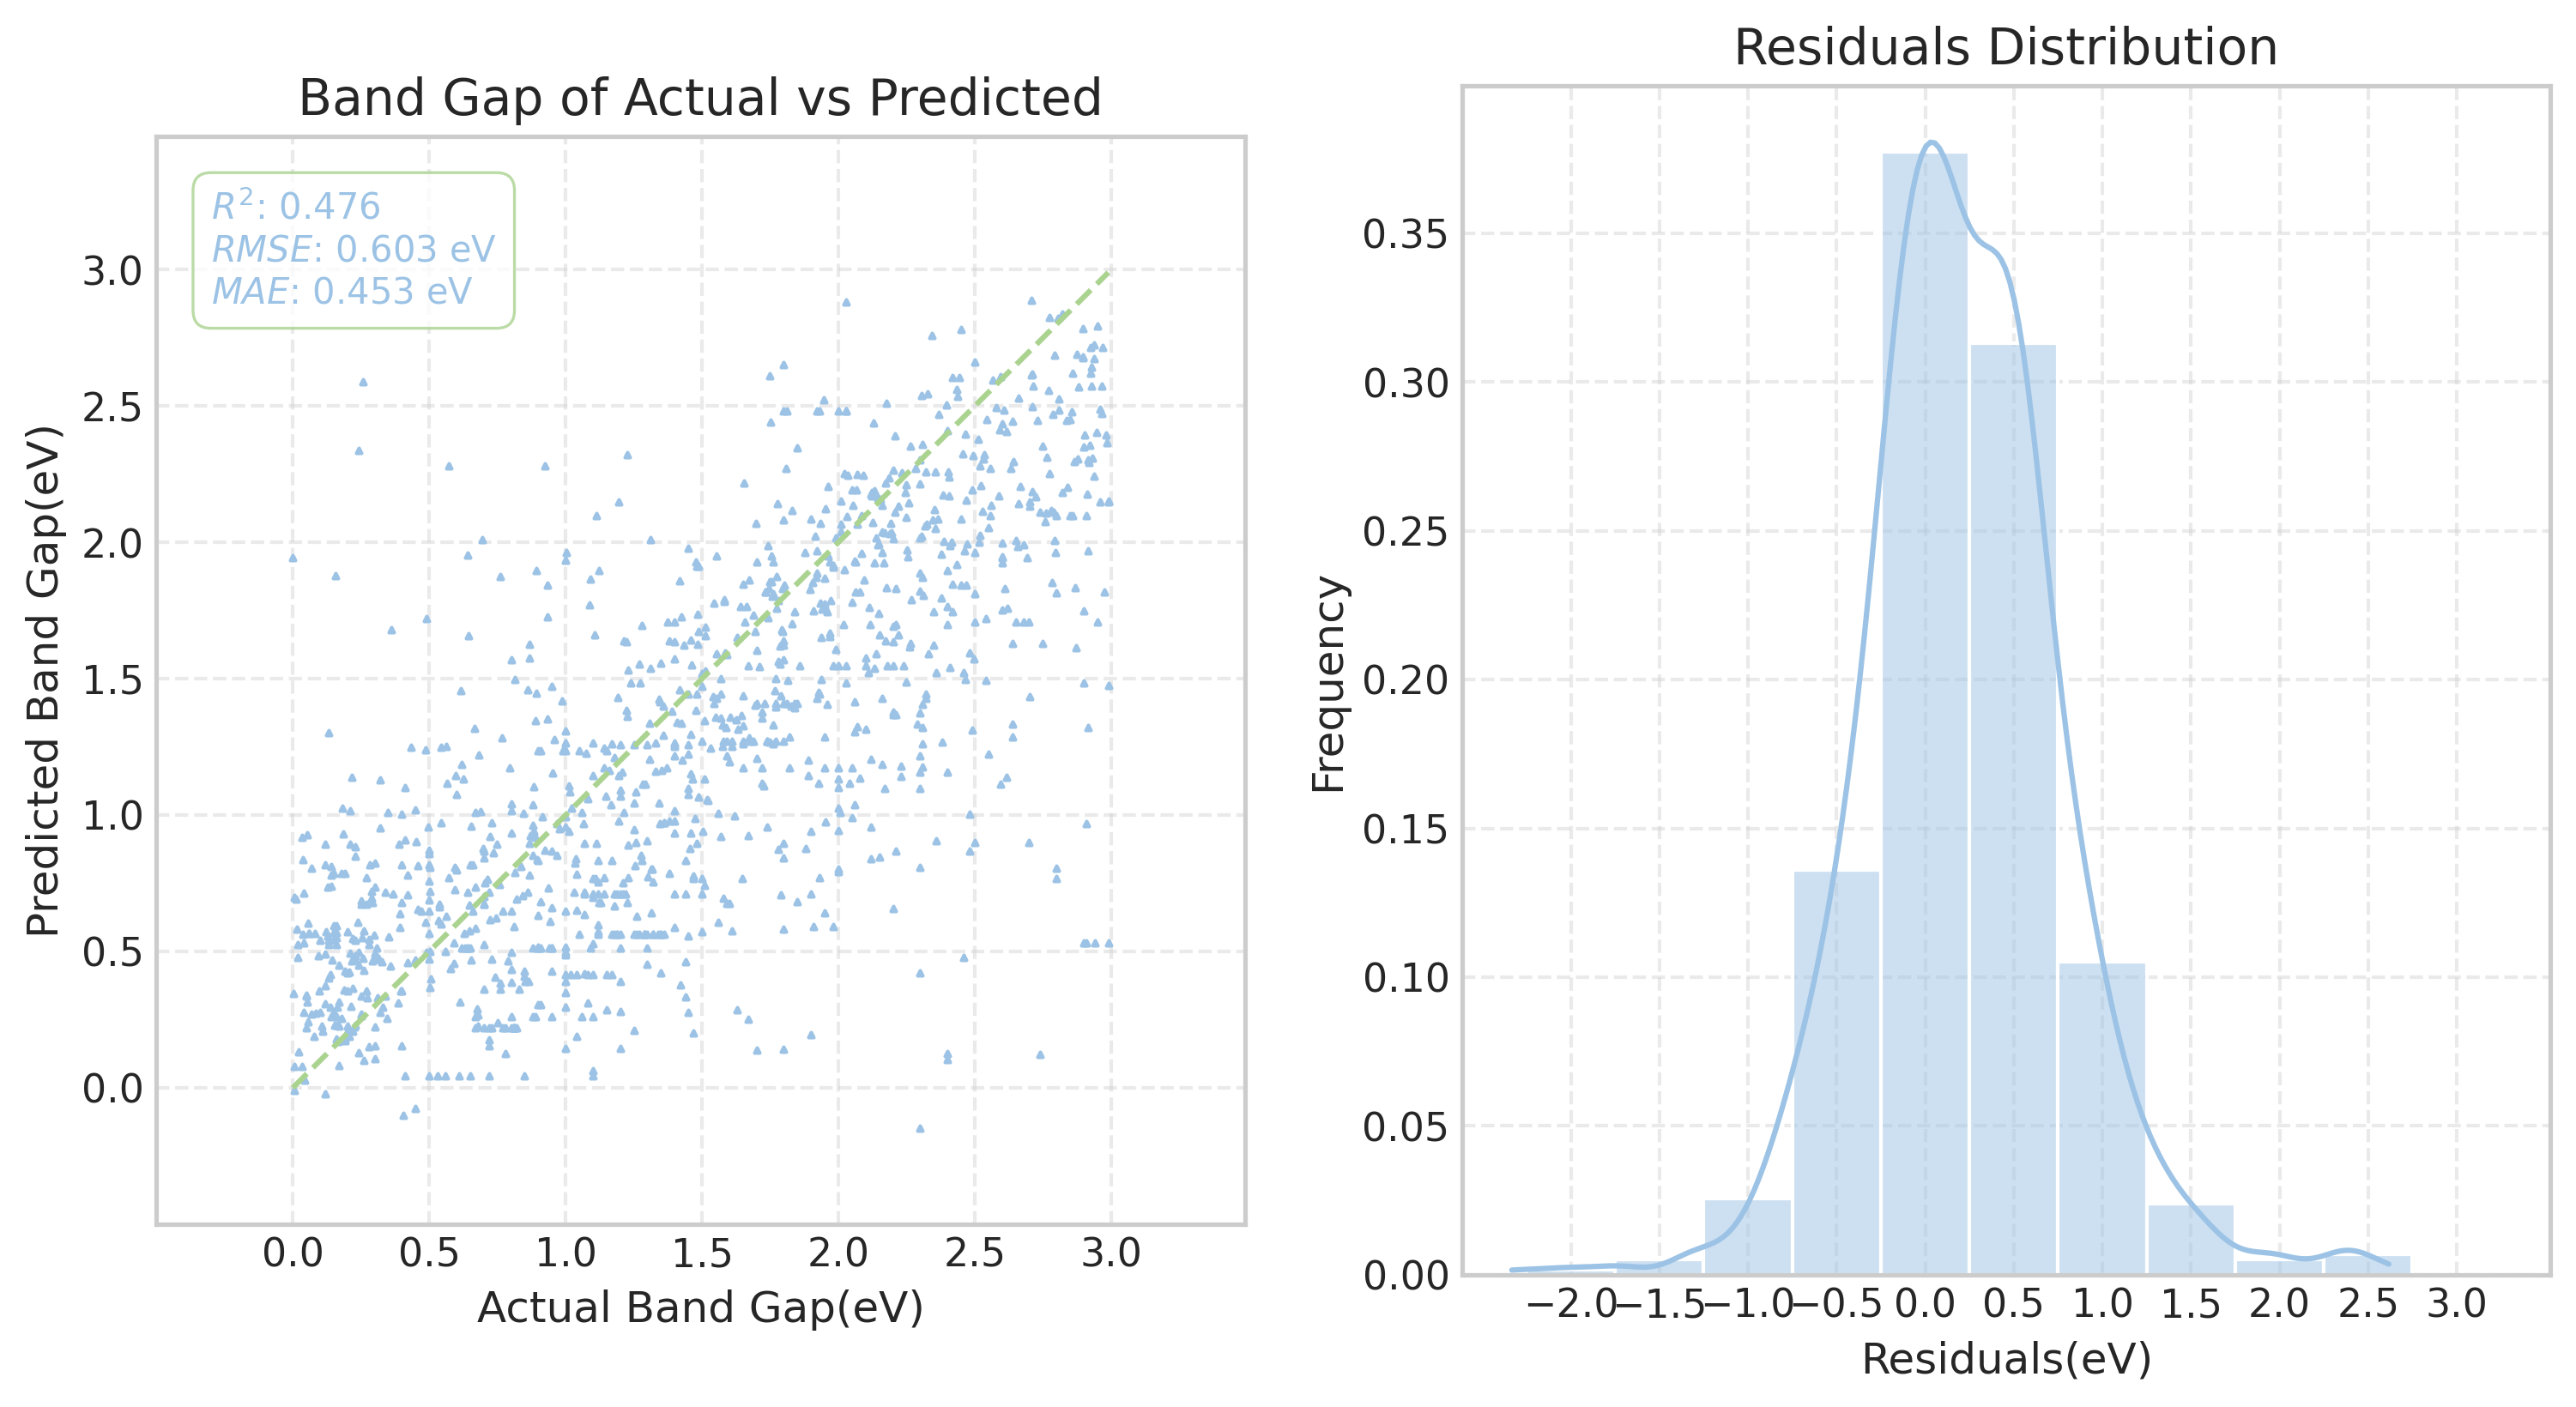 Band Gap of Actual vs Predicted
R²: 0.476
RMSE: 0.603 eV
MAE: 0.453 eV
Predicted Band Gap(eV)
3.0
2.5
2.0
1.5
1.0
0.5
0.0
0.0 0.5 1.0 1.5 2.0 2.5 3.0
Actual Band Gap(eV)
Residuals Distribution
Frequency
0.35
0.30
0.25
0.20
0.15
0.10
0.05
0.00
−2.0 −1.5 −1.0 −0.5 0.0 0.5 1.0 1.5 2.0 2.5 3.0
Residuals(eV)